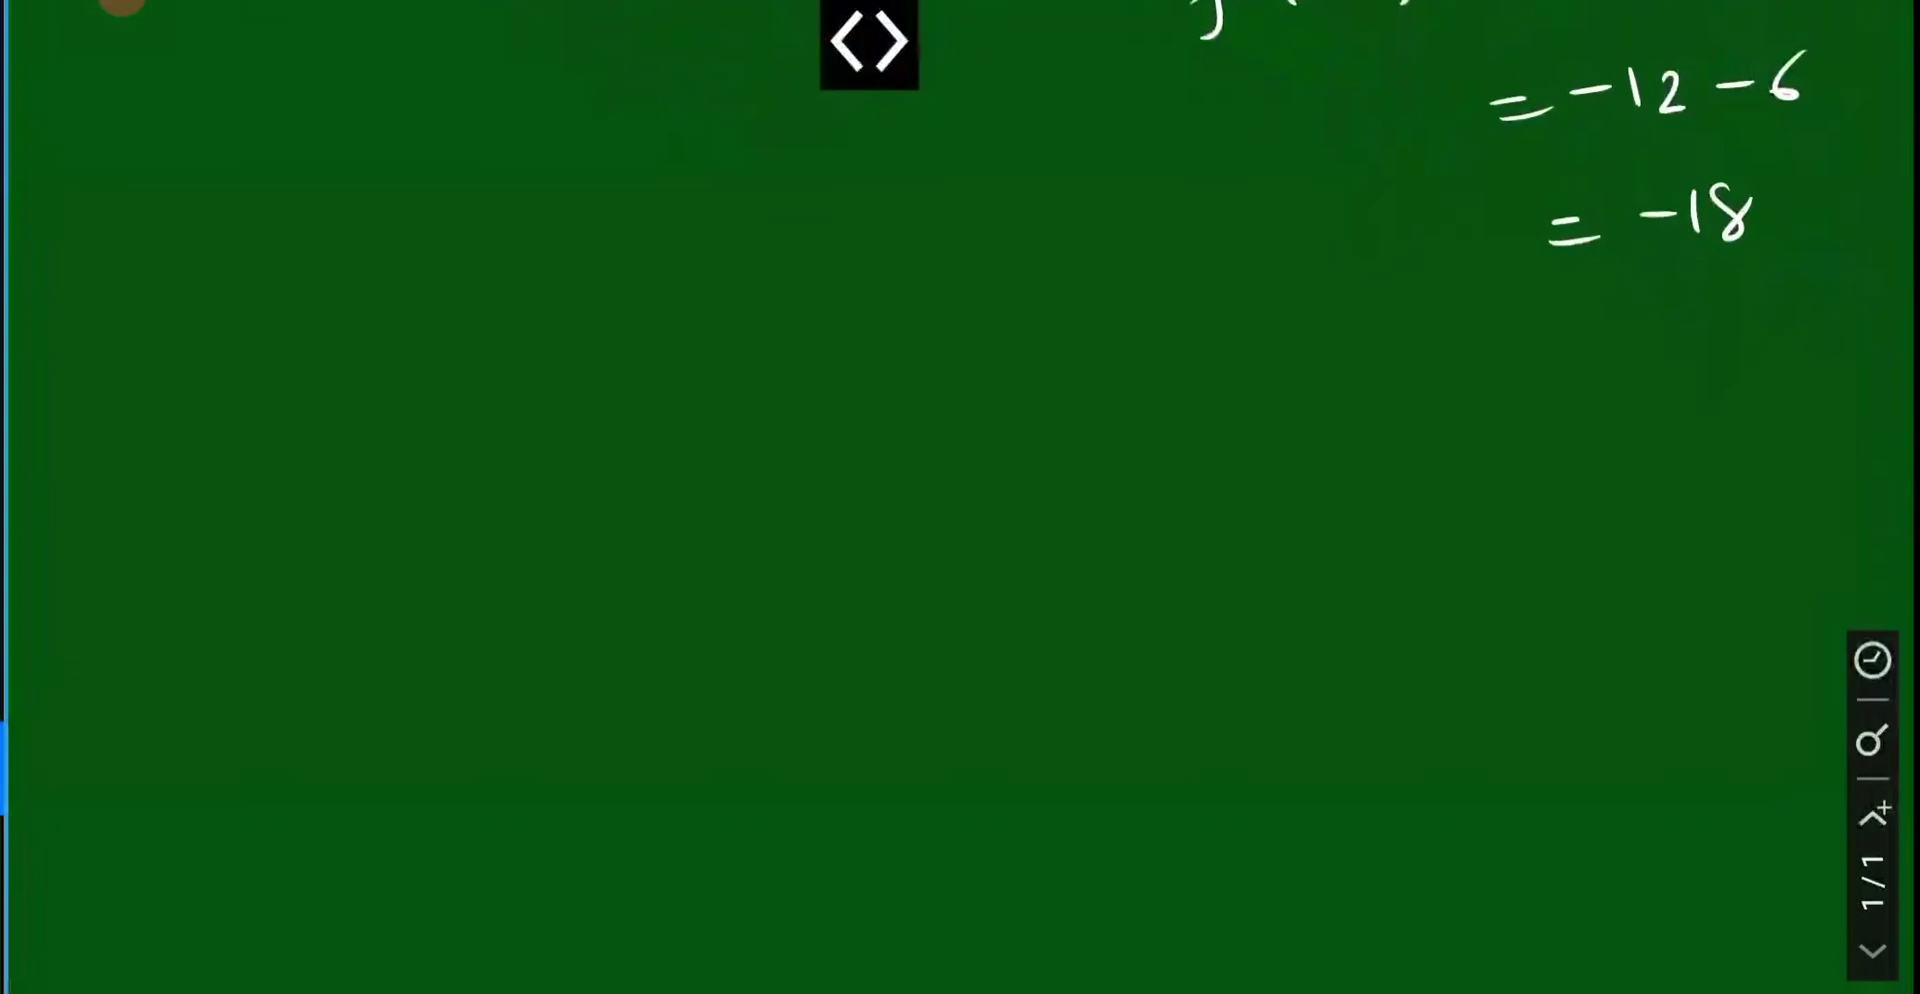 = -12 - 6
= -18
1/1